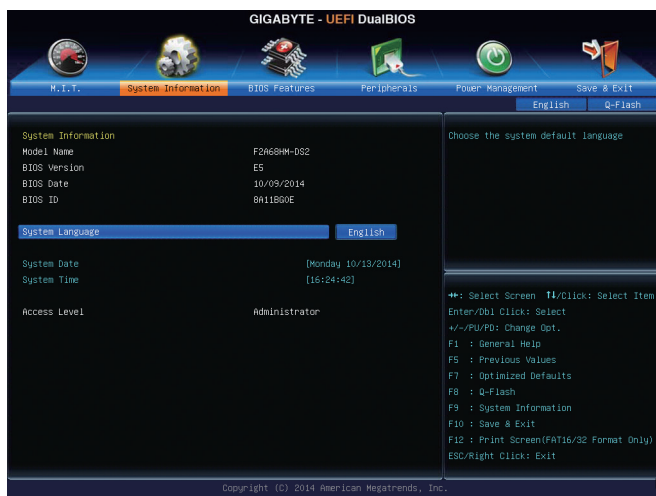 GIGABYTE - UEFI DualBIOS
M.I.T.
System Information
BIOS Features
Peripherals
Power Management
Save & Exit
English
Q-Flash
System Information
Model Name F2A68HM-DS2
BIOS Version E5
BIOS Date 10/09/2014
BIOS ID 8A11BG0E
System Language English
System Date [Monday 10/13/2014]
System Time [16:24:42]
Access Level Administrator
Choose the system default language
→←: Select Screen ↑↓/Click: Select Item
Enter/Dbl Click: Select
+/-/PU/PD: Change Opt.
F1 : General Help
F5 : Previous Values
F7 : Optimized Defaults
F8 : Q-Flash
F9 : System Information
F10 : Save & Exit
F12 : Print Screen(FAT16/32 Format Only)
ESC/Right Click: Exit
Copyright (C) 2014 American Megatrends, Inc.